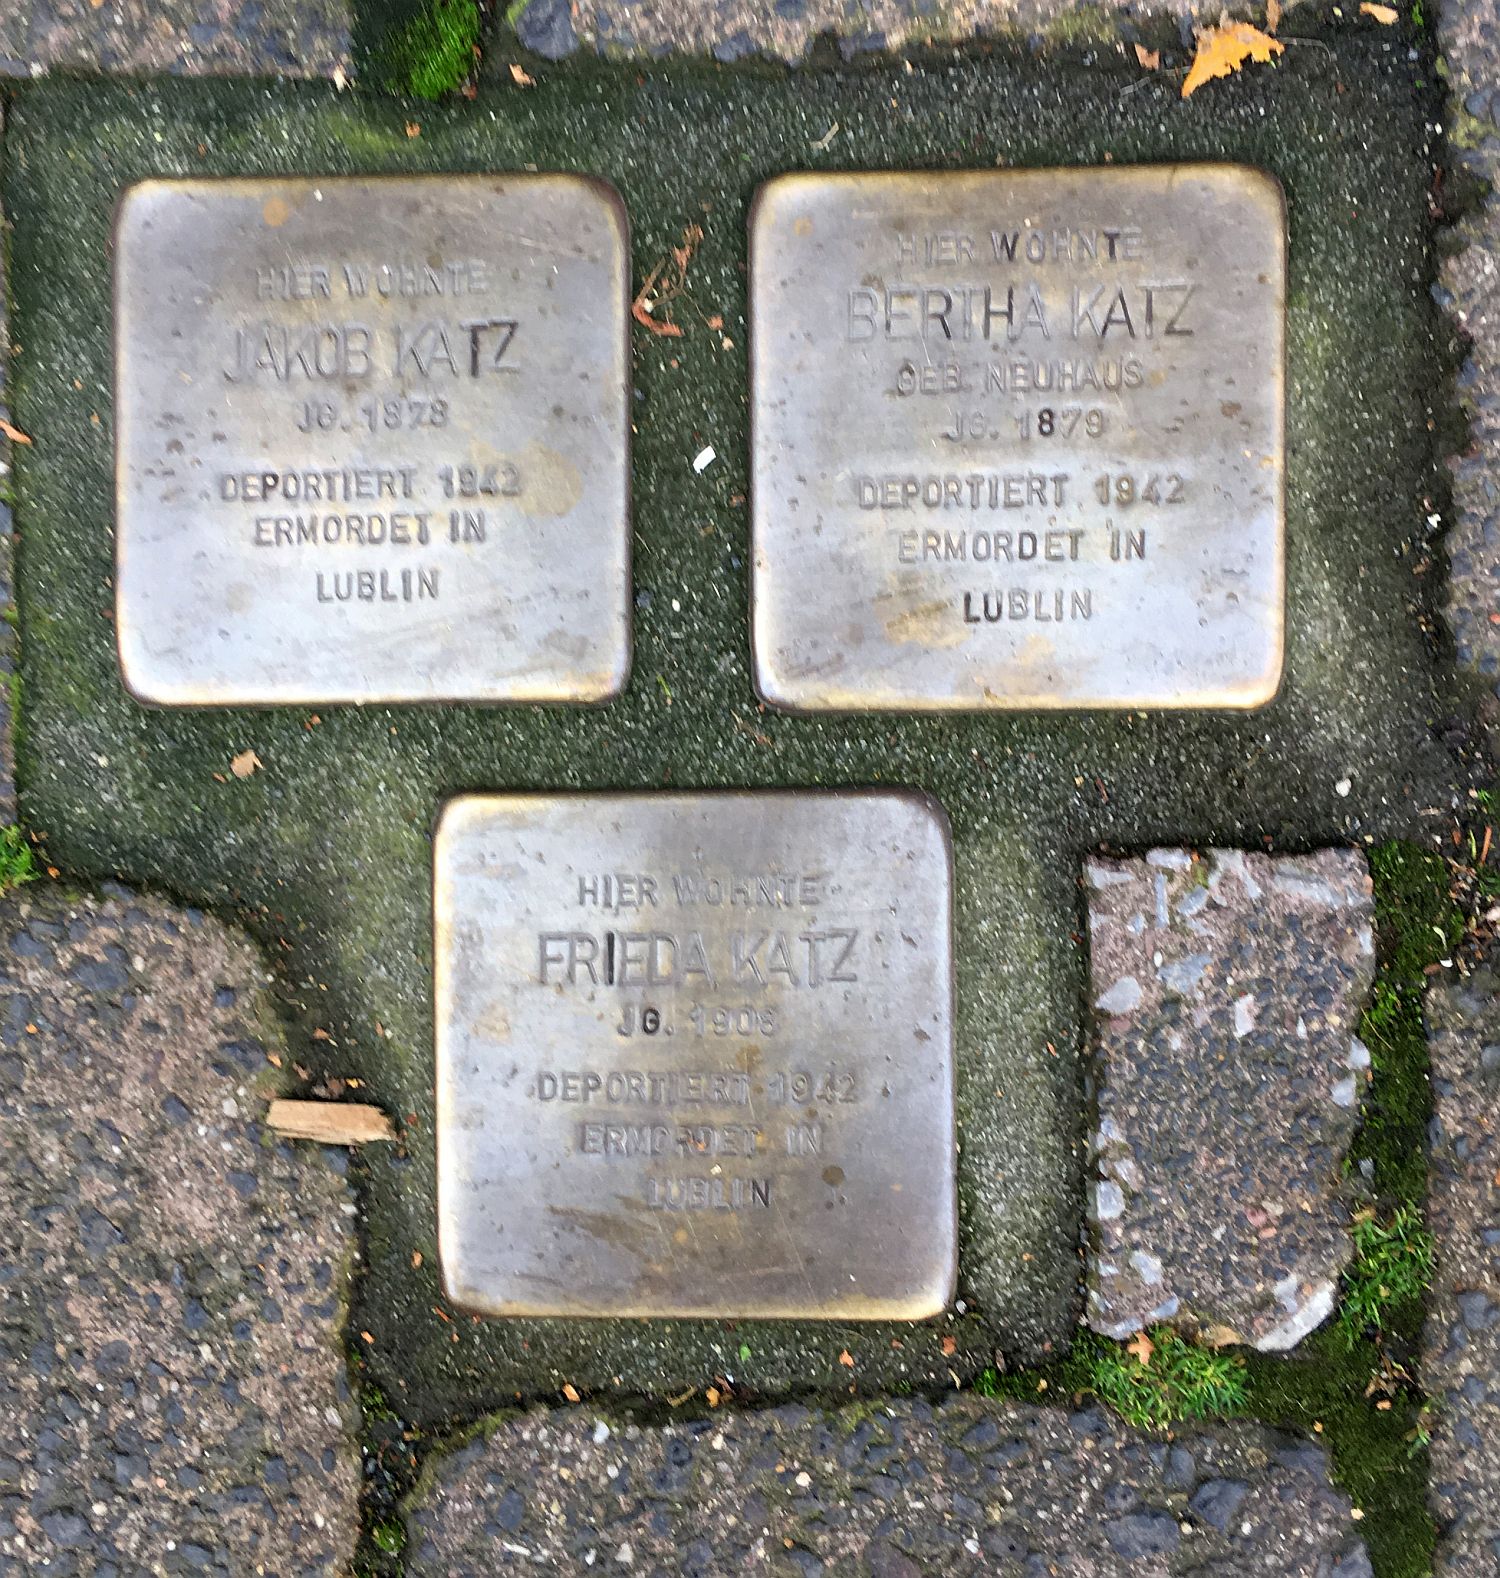 HIER WOHNTE
JAKOB KATZ
JG. 1878
DEPORTIERT 1942
ERMORDET IN
LUBLIN
HIER WOHNTE
BERTHA KATZ
GEB. NEUHAUS
JG. 1879
DEPORTIERT 1942
ERMORDET IN
LUBLIN
HIER WOHNTE
FRIEDA KATZ
JG.
DEPORTIERT 1942
ERMORDET IN
LUBLIN